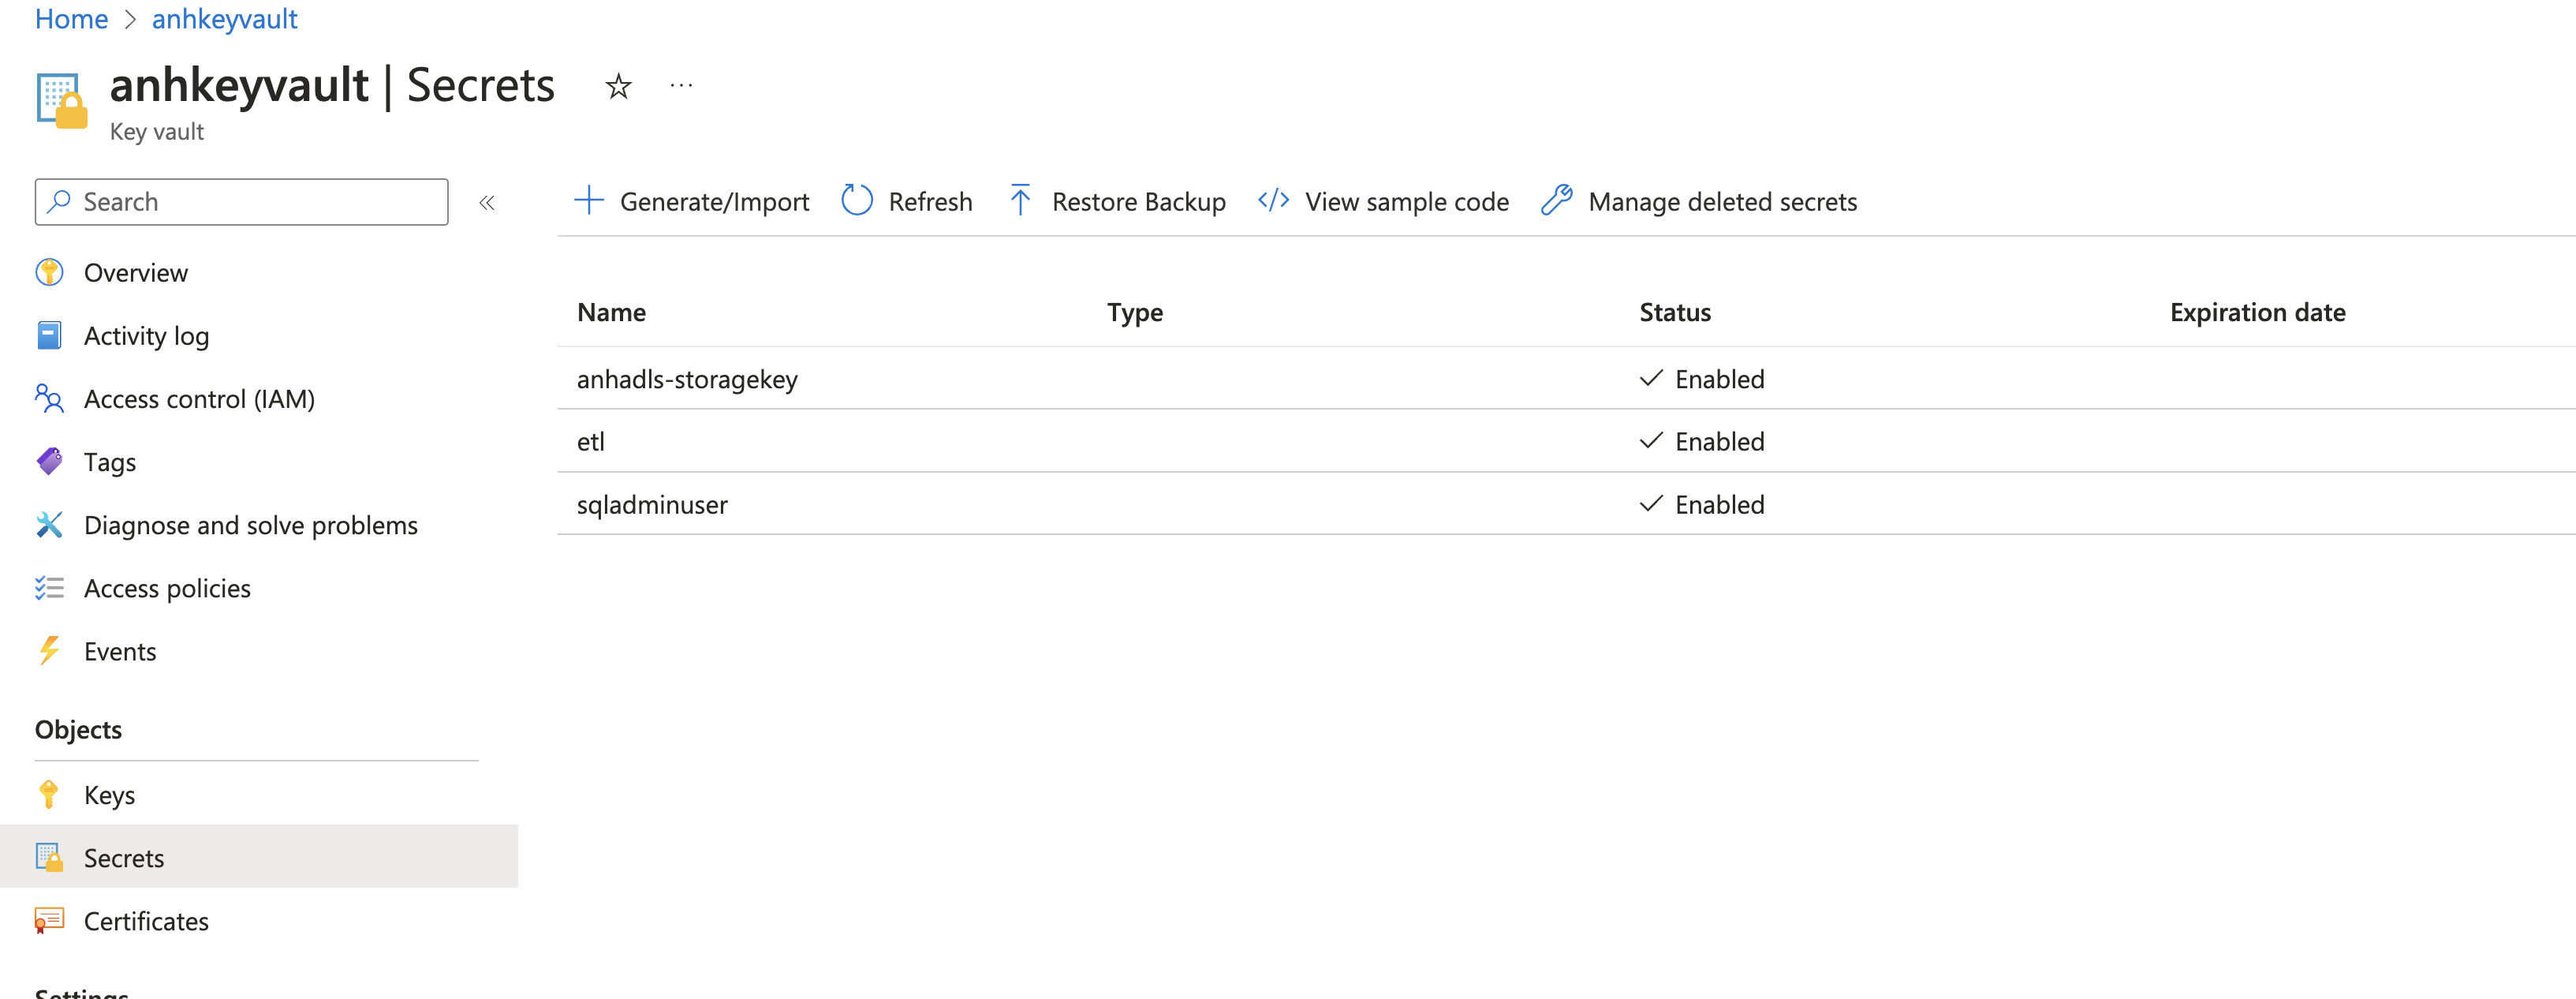 Home > anhkeyvault
anhkeyvault | Secrets
Key vault
Search
Overview
Activity log
Access control (IAM)
Tags
Diagnose and solve problems
Access policies
Events
Objects
Keys
Secrets
Certificates
Settings
Generate/Import Refresh Restore Backup View sample code Manage deleted secrets
Name Type Status Expiration date
anhadls-storagekey Enabled
etl Enabled
sqladminuser Enabled